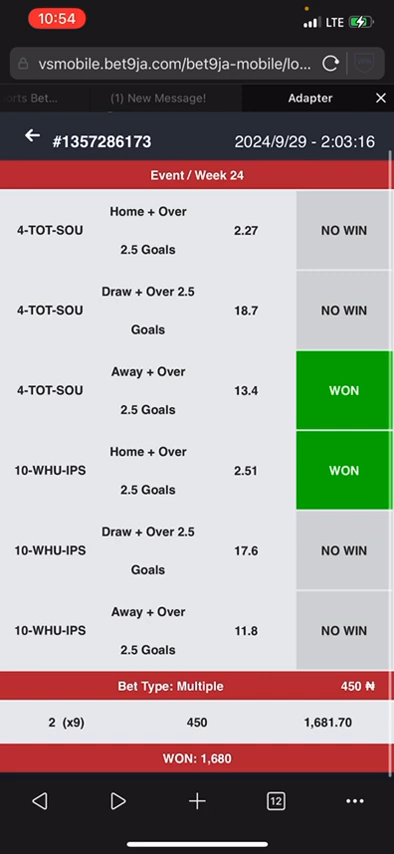 10:54
LTE
vsmobile.bet9ja.com/bet9ja-mobile/lo...
orts Bet...
(1) New Message!
Adapter
#1357286173
2024/9/29 - 2:03:16
Event / Week 24
4-TOT-SOU
Home + Over
2.5 Goals
2.27
NO WIN
4-TOT-SOU
Draw + Over 2.5
Goals
18.7
NO WIN
4-TOT-SOU
Away + Over
2.5 Goals
13.4
WON
10-WHU-IPS
Home + Over
2.5 Goals
2.51
WON
10-WHU-IPS
Draw + Over 2.5
Goals
17.6
NO WIN
10-WHU-IPS
Away + Over
2.5 Goals
11.8
NO WIN
Bet Type: Multiple
450 ₦
2 (x9)
450
1,681.70
WON: 1,680
12